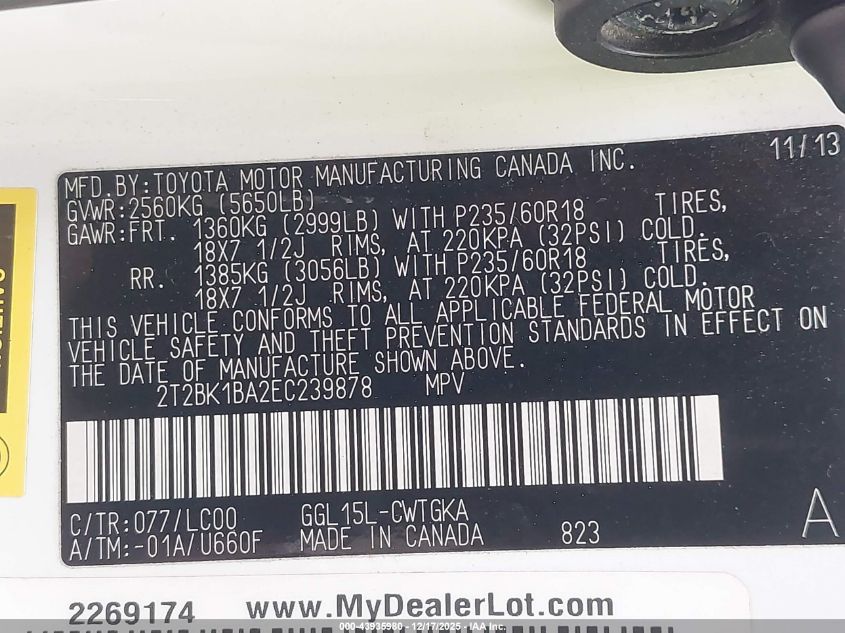 11/13
MFD.BY:TOYOTA MOTOR MANUFACTURING CANADA INC.
GVWR:2560KG (5650LB)
GAWR:FRT. 1360KG (2999LB) WITH P235/60R18 TIRES,
18X7 1/2J RIMS, AT 220KPA (32PSI) COLD.
RR. 1385KG (3056LB) WITH P235/60R18 TIRES,
18X7 1/2J RIMS, AT 220KPA (32PSI) COLD.
THIS VEHICLE CONFORMS TO ALL APPLICABLE FEDERAL MOTOR
VEHICLE SAFETY AND THEFT PREVENTION STANDARDS IN EFFECT ON
THE DATE OF MANUFACTURE SHOWN ABOVE.
2T2BK1BA2EC239878 MPV
C/TR:077/LC00 GGL15L-CWTGKA
A/TM:-01A/U660F MADE IN CANADA 823 A
2269174 www.MyDealerLot.com
000-43935980 - 12/17/2025 - IAA, Inc.